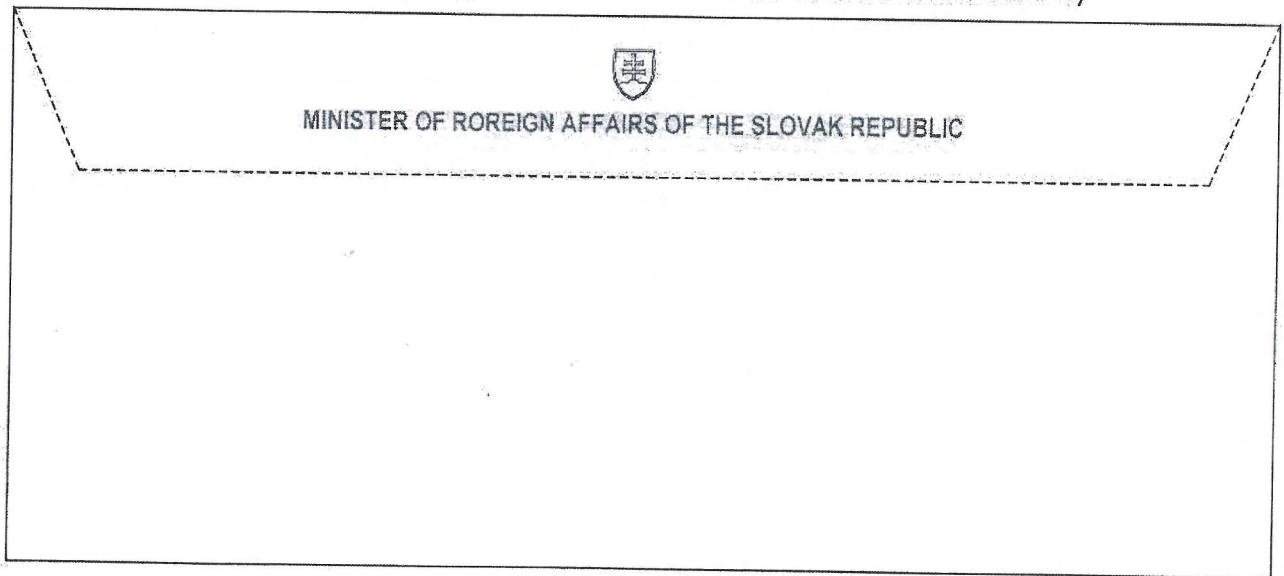 MINISTER OF ROREIGN AFFAIRS OF THE SLOVAK REPUBLIC